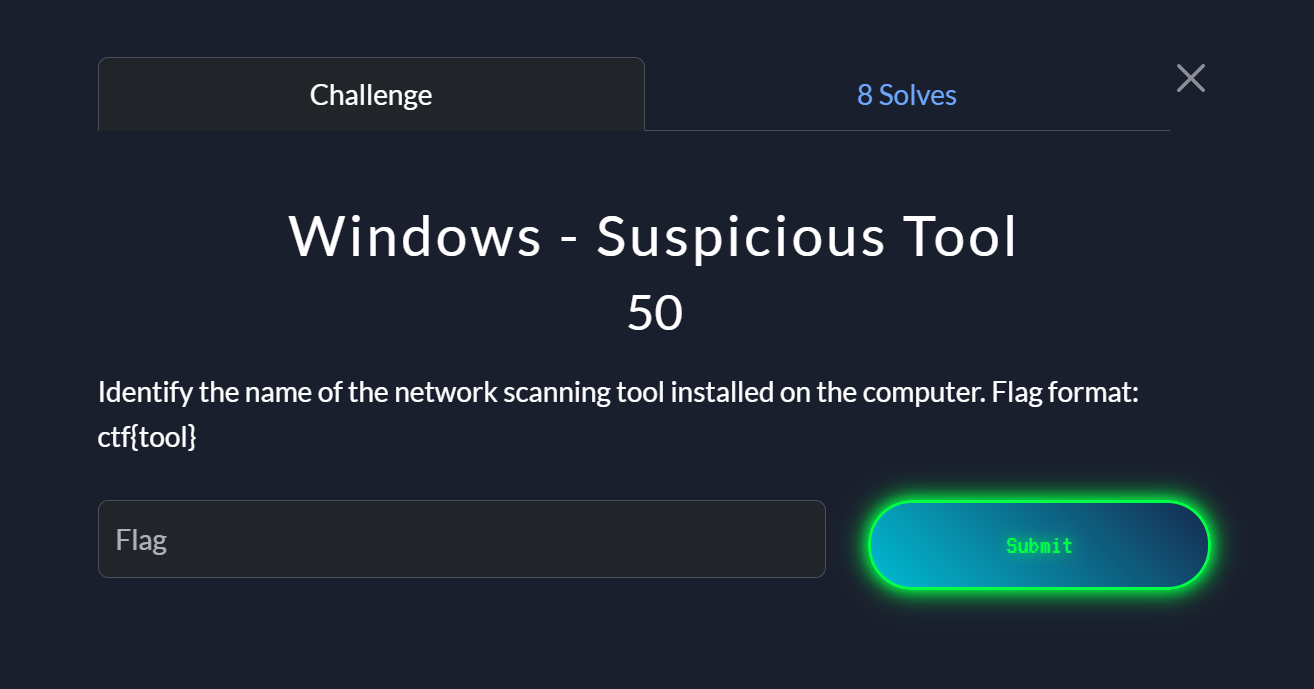 Challenge
8 Solves
Windows - Suspicious Tool
50
Identify the name of the network scanning tool installed on the computer. Flag format:
ctf{tool}
Flag
Submit